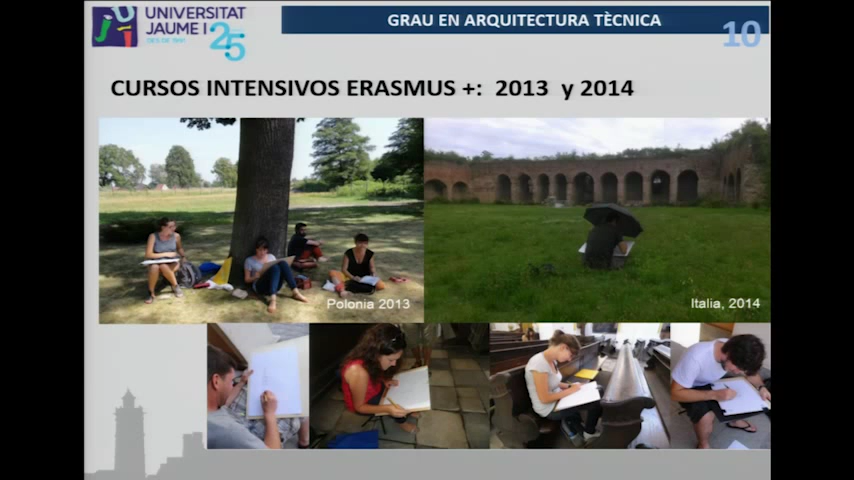 UNIVERSITAT
JAUME I
25
GRAU EN ARQUITECTURA TÈCNICA
10
CURSOS INTENSIVOS ERASMUS +: 2013 y 2014
Polonia 2013
Italia, 2014